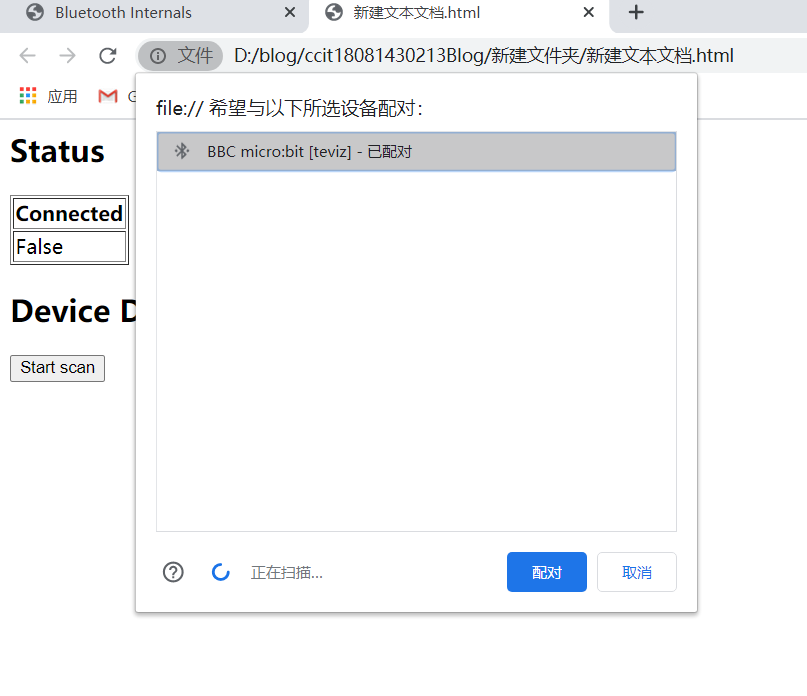 Bluetooth Internals
新建文本文档.html
文件 D:/blog/ccit18081430213Blog/新建文件夹/新建文本文档.html
应用
file:// 希望与以下所选设备配对：
BBC micro:bit [teviz] - 已配对
Status
Connected
False
Device D
Start scan
正在扫描...
配对
取消